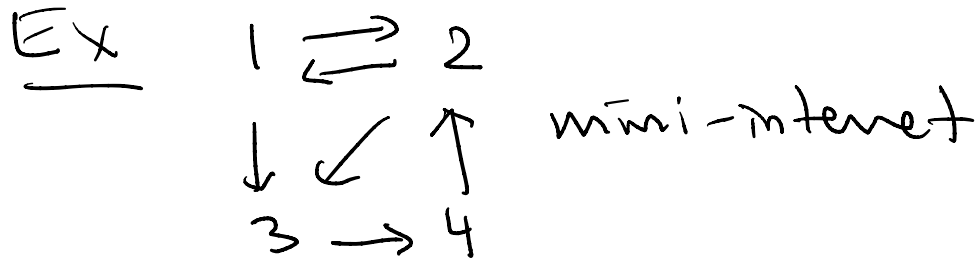 Ex 1 ⇄ 2
mini-internet
↓ ↙ ↑
3 → 4